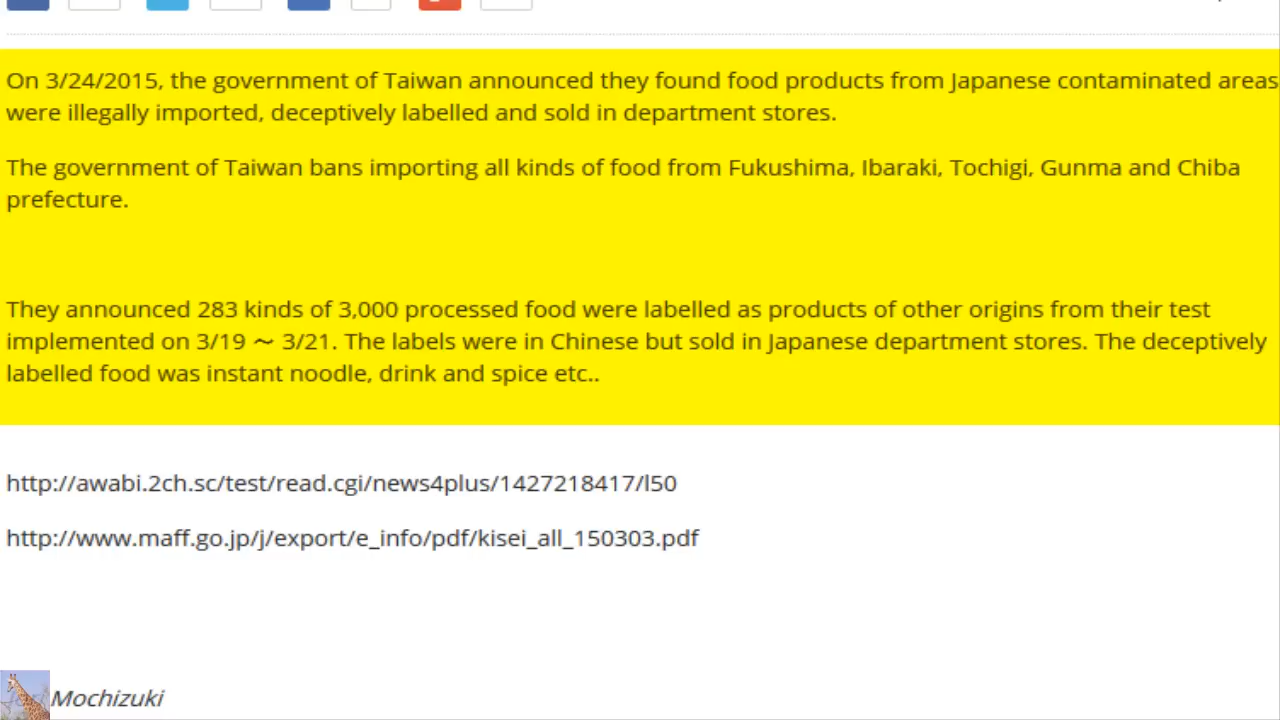 On 3/24/2015, the government of Taiwan announced they found food products from Japanese contaminated areas
were illegally imported, deceptively labelled and sold in department stores.
The government of Taiwan bans importing all kinds of food from Fukushima, Ibaraki, Tochigi, Gunma and Chiba
prefecture.
They announced 283 kinds of 3,000 processed food were labelled as products of other origins from their test
implemented on 3/19 〜 3/21. The labels were in Chinese but sold in Japanese department stores. The deceptively
labelled food was instant noodle, drink and spice etc..
http://awabi.2ch.sc/test/read.cgi/news4plus/1427218417/l50
http://www.maff.go.jp/j/export/e_info/pdf/kisei_all_150303.pdf
Mochizuki